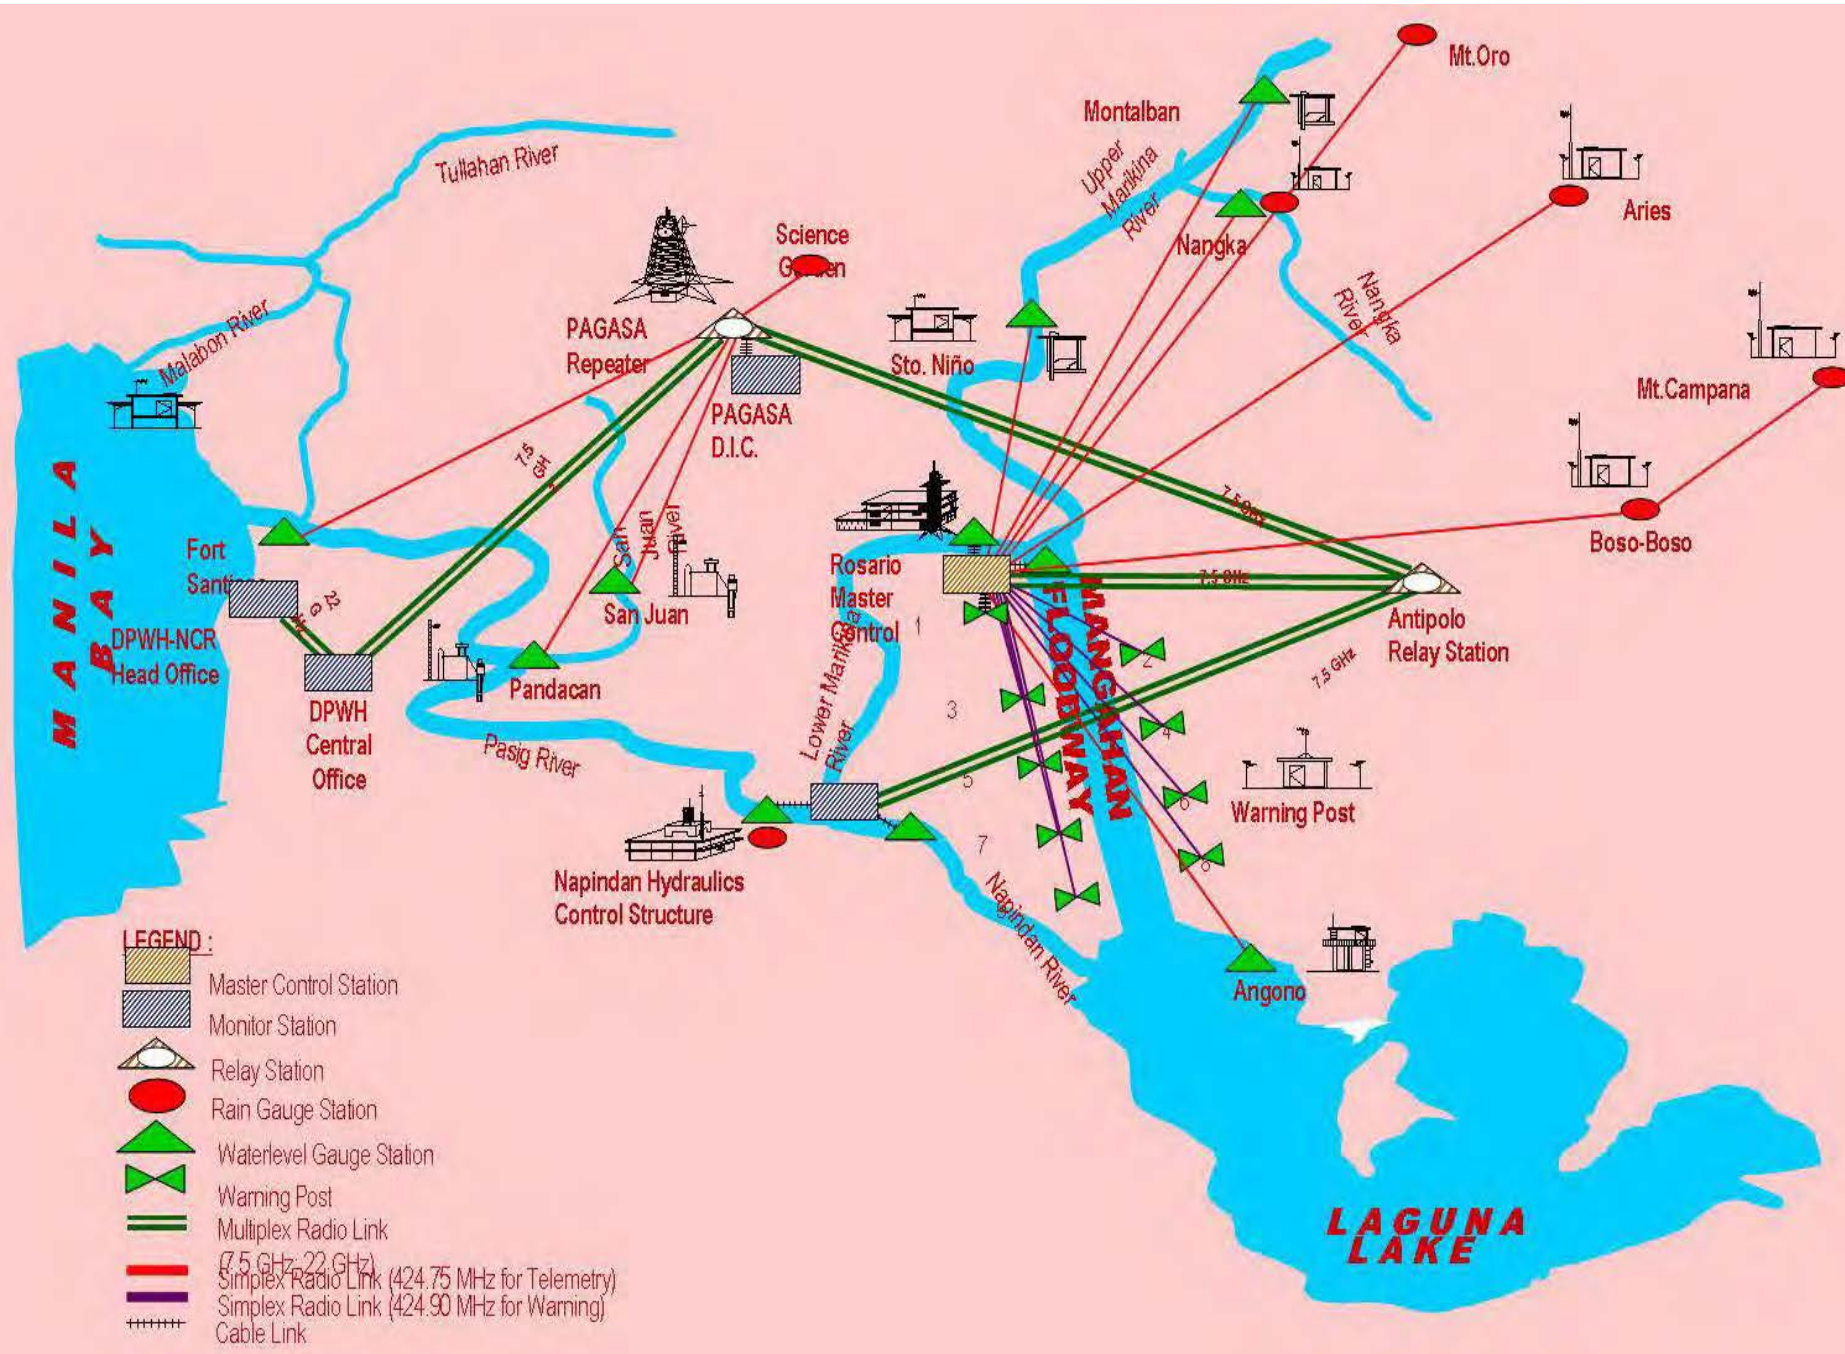 Mt.Oro
Montalban
Upper
Marikina
River
Tullahan River
Aries
Science
Garden
Nangka
Nangka
River
Malabon River
PAGASA
Repeater
Sto. Niño
Mt.Campana
PAGASA
D.I.C.
MANILA
BAY
7.5
GH
7.5 GHz
San
Juan
River
Fort
Boso-Boso
Rosario
Master
Control
7.5 GHz
22
G
Hz
San Juan
1
Antipolo
Relay Station
DPWH-NCR
Head Office
MANGAHAN
FLOODWAY
2
7.5 GHz
Pandacan
Lower Marikina
River
3
DPWH
Central
Office
4
Pasig River
5
6
Warning Post
7
8
Napindan Hydraulics
Control Structure
Napindan River
Angono
LEGEND :
Master Control Station
Monitor Station
Relay Station
Rain Gauge Station
Waterlevel Gauge Station
Warning Post
Multiplex Radio Link
(7.5 GHz; 22 GHz)
Simplex Radio Link (424.75 MHz for Telemetry)
Simplex Radio Link (424.90 MHz for Warning)
Cable Link
LAGUNA
LAKE